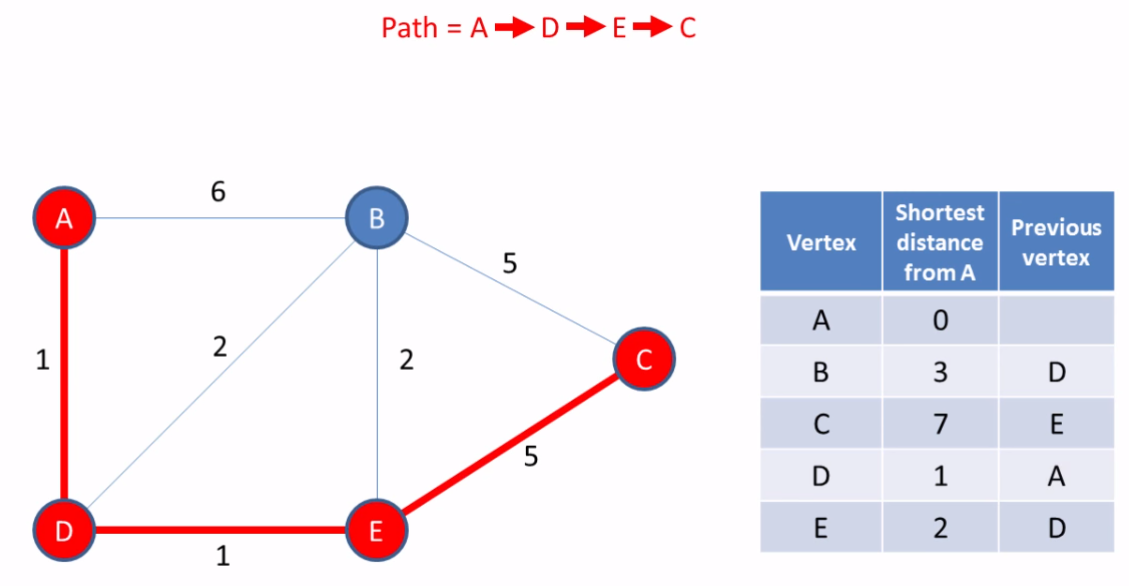 Path = A → D → E → C
6
A
B
5
2
1
2
C
5
D
E
1
Vertex Shortest distance from A Previous vertex
A 0
B 3 D
C 7 E
D 1 A
E 2 D